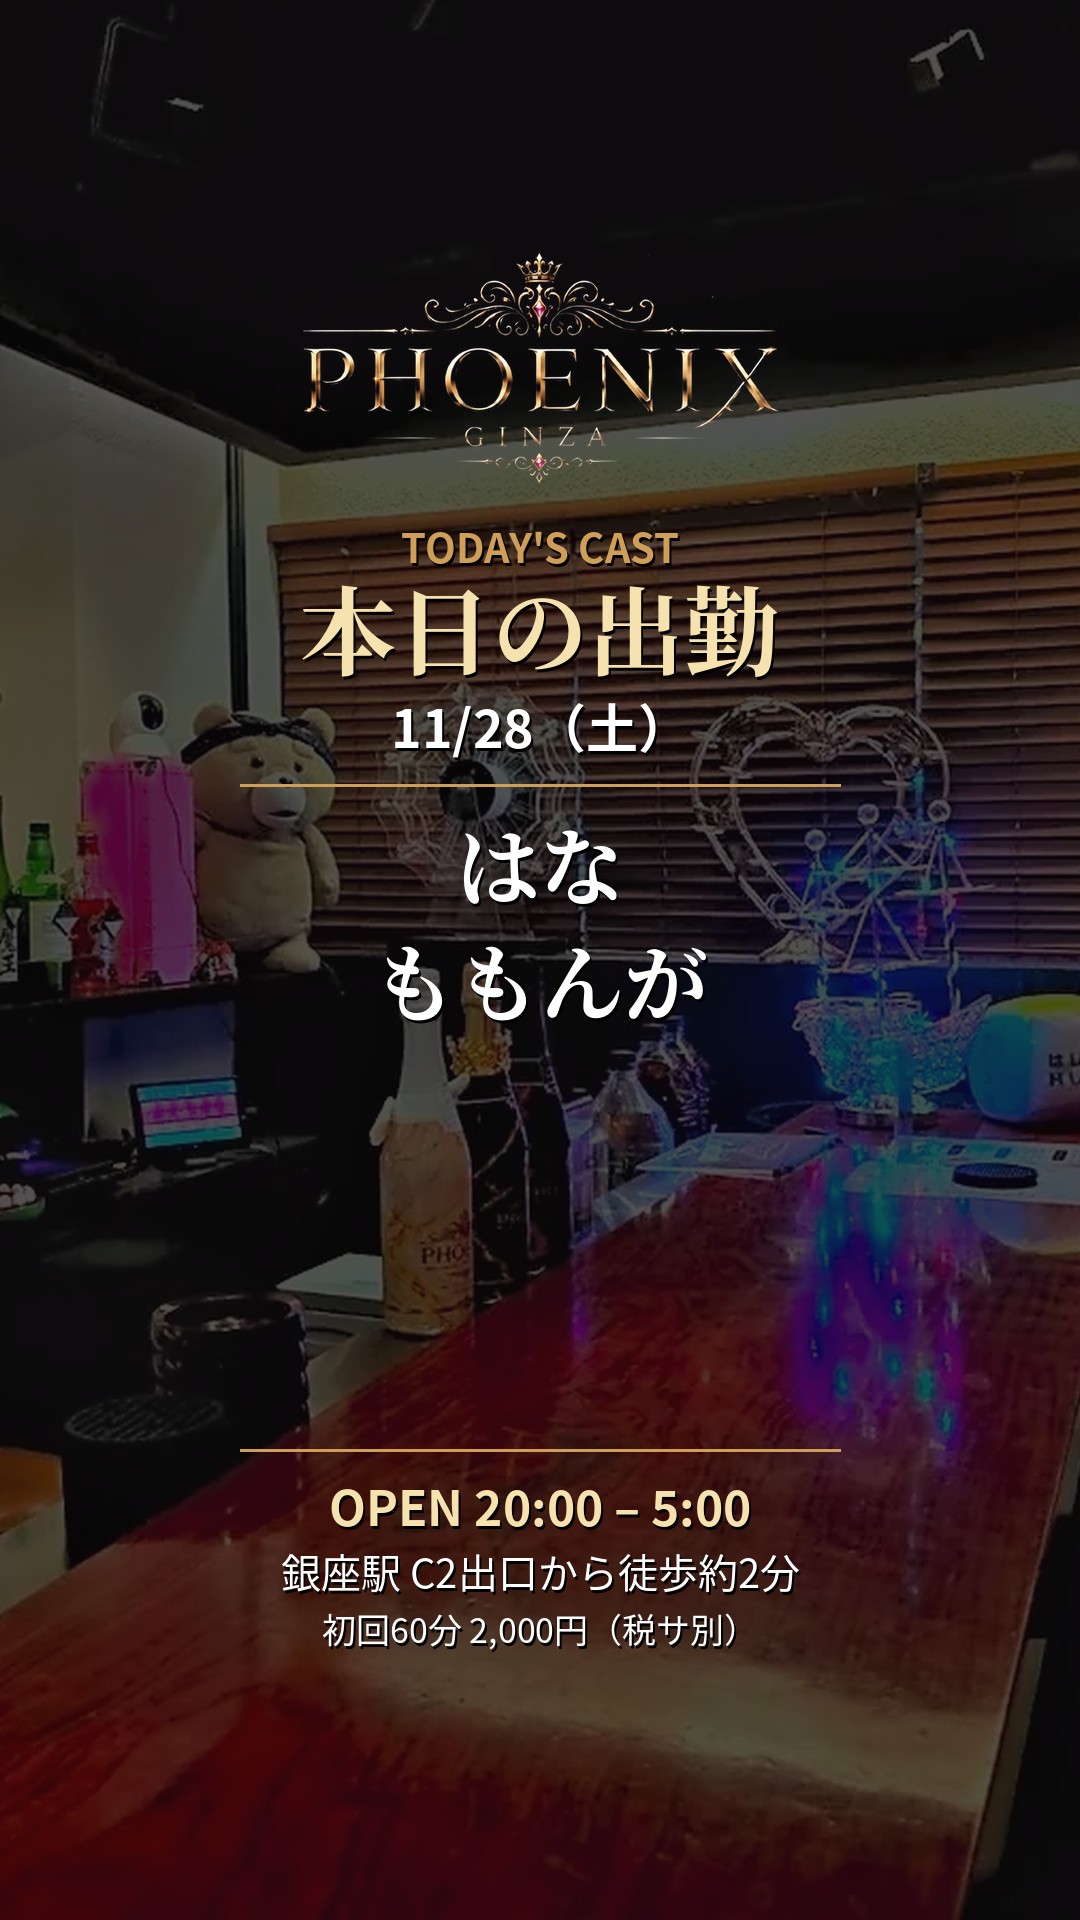 PHOENIX
GINZA
TODAY'S CAST
本日の出勤
11/28（土）
はな
ももんが
PHO
OPEN 20:00 – 5:00
銀座駅 C2出口から徒歩約2分
初回60分 2,000円（税サ別）